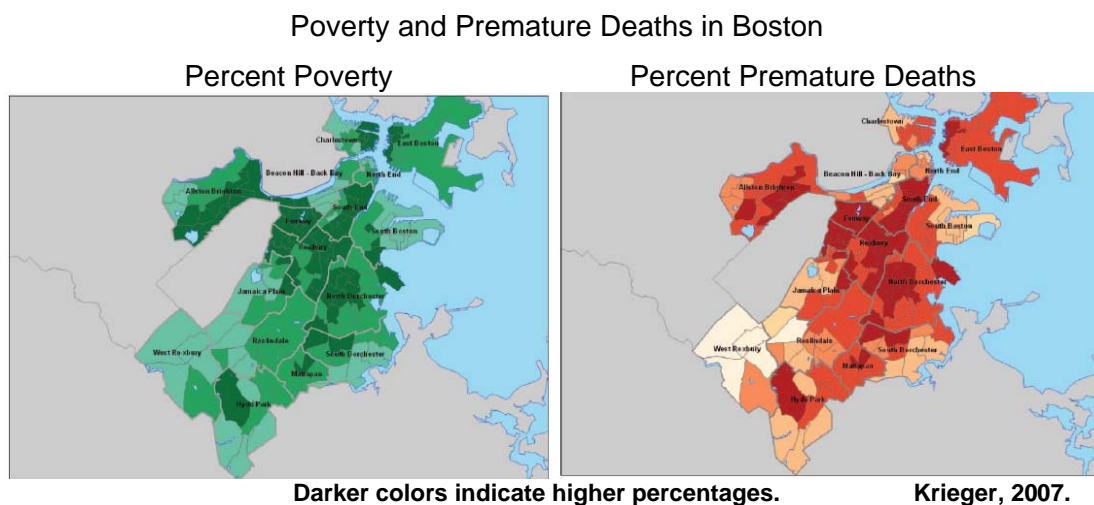 Poverty and Premature Deaths in Boston
Percent Poverty
Percent Premature Deaths
Charlestown
East Boston
Beacon Hill - Back Bay
North End
Allston Brighton
South End
Fenway
South Boston
Roxbury
Jamaica Plain
North Dorchester
West Roxbury
Roslindale
South Dorchester
Mattapan
Hyde Park
Charlestown
East Boston
Beacon Hill - Back Bay
North End
Allston Brighton
South End
Fenway
South Boston
Roxbury
Jamaica Plain
North Dorchester
West Roxbury
Roslindale
South Dorchester
Mattapan
Hyde Park
Darker colors indicate higher percentages.
Krieger, 2007.